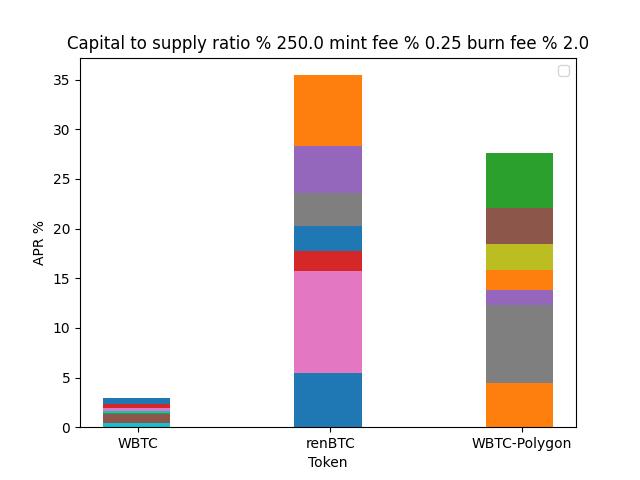 Capital to supply ratio % 250.0 mint fee % 0.25 burn fee % 2.0
35
30
25
20
15
10
5
0
APR %
WBTC
renBTC
WBTC-Polygon
Token